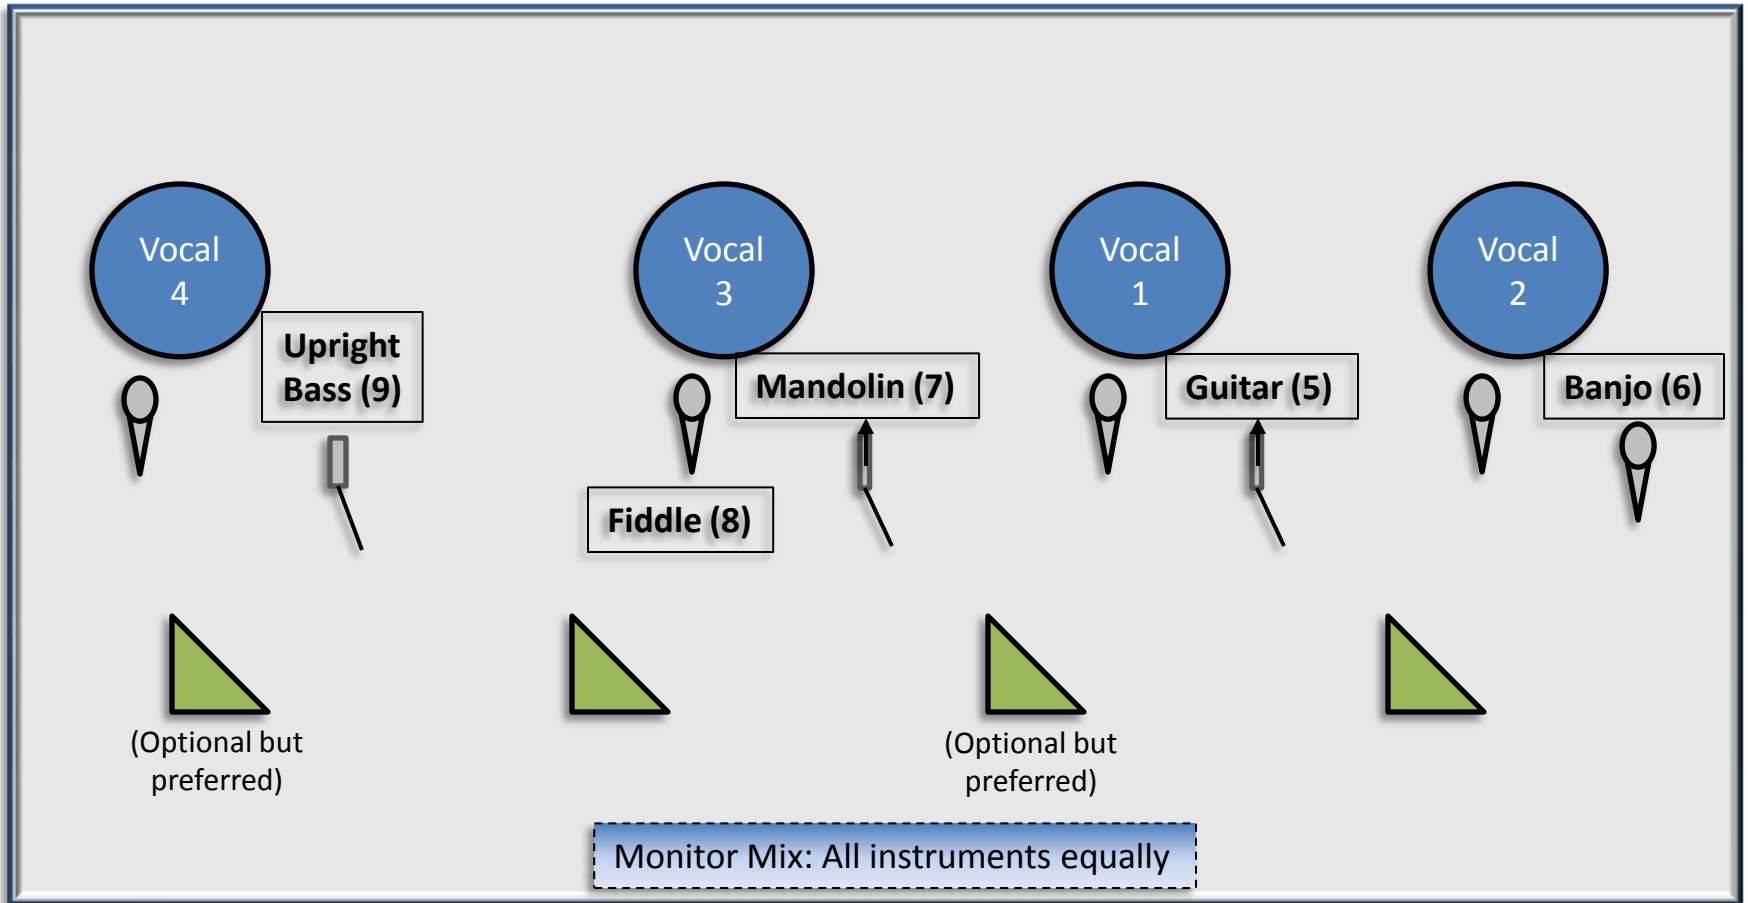 Vocal
4
Vocal
3
Vocal
1
Vocal
2
Upright
Bass (9)
Mandolin (7)
Guitar (5)
Banjo (6)
Fiddle (8)
(Optional but
preferred)
(Optional but
preferred)
Monitor Mix: All instruments equally